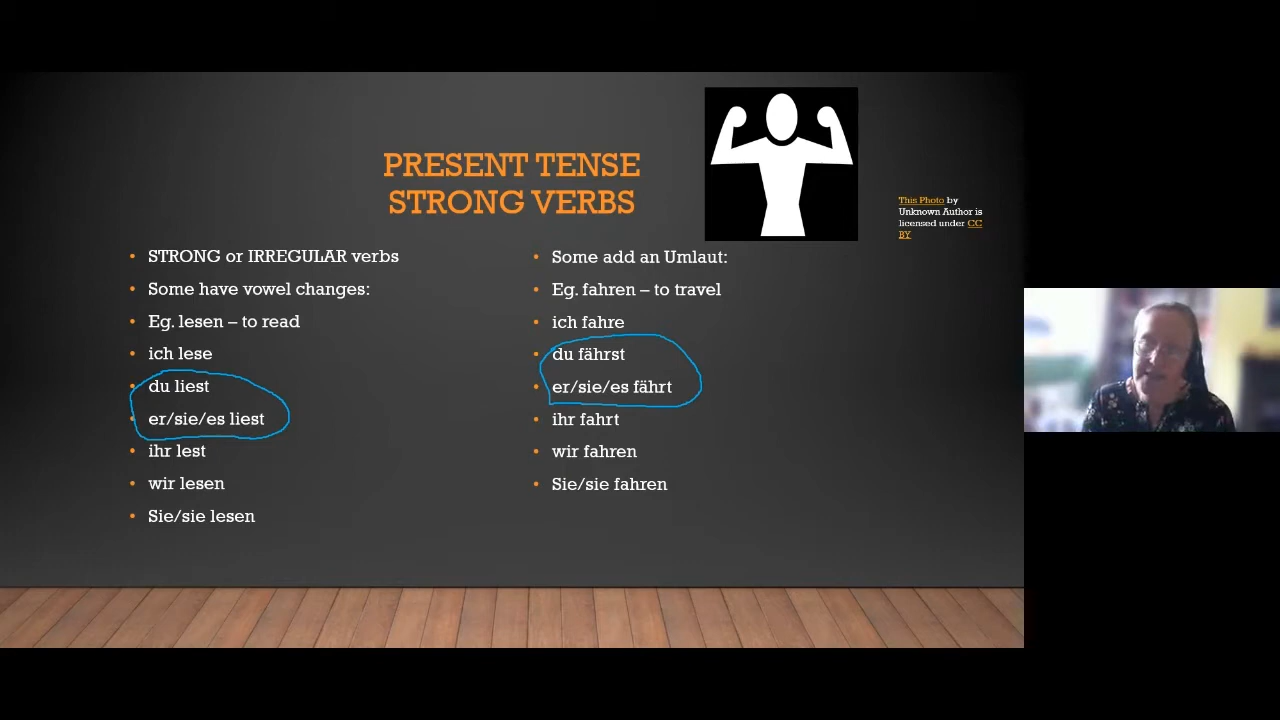 PRESENT TENSE
STRONG VERBS
This Photo by
Unknown Author is
licensed under CC
BY
• STRONG or IRREGULAR verbs
• Some have vowel changes:
• Eg. lesen – to read
• ich lese
• du liest
• er/sie/es liest
• ihr lest
• wir lesen
• Sie/sie lesen
• Some add an Umlaut:
• Eg. fahren – to travel
• ich fahre
• du fährst
• er/sie/es fährt
• ihr fahrt
• wir fahren
• Sie/sie fahren